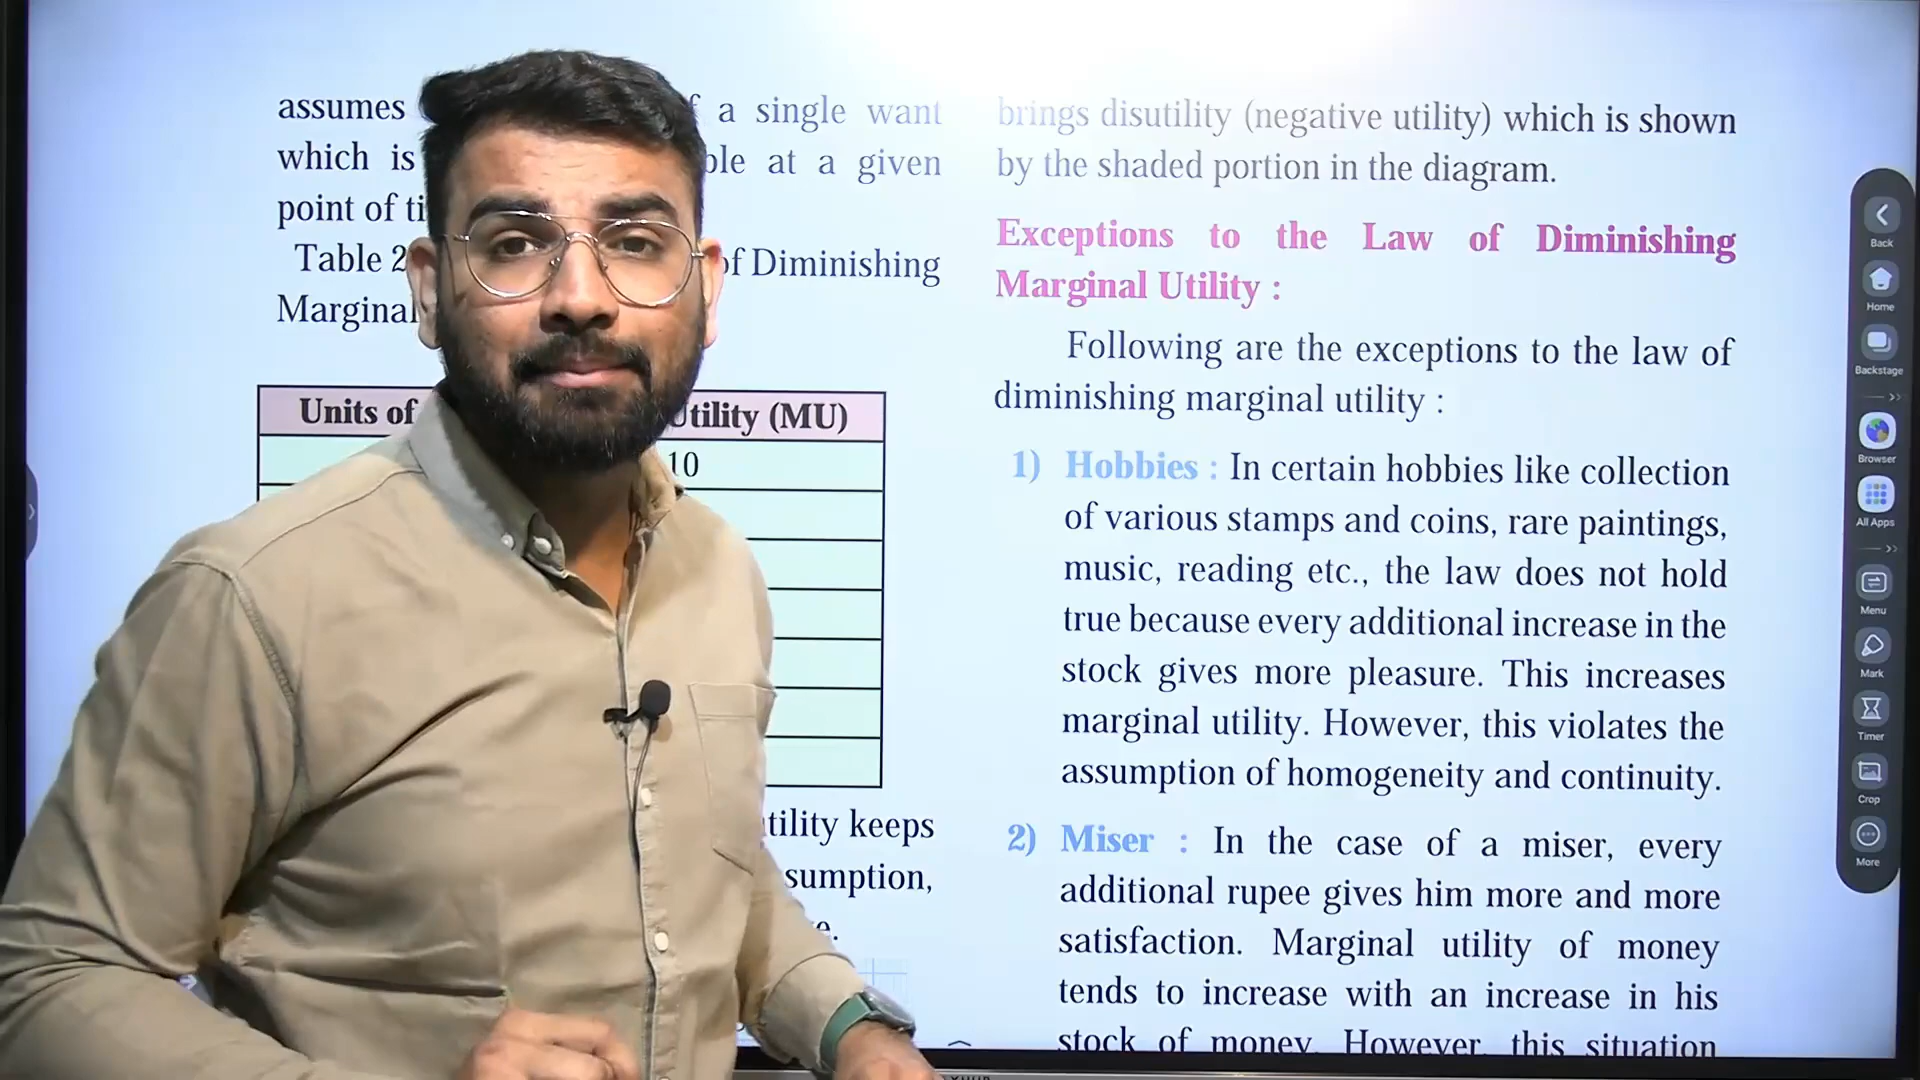 assumes a single want
which is at a given
point of
Table of Diminishing
Marginal
Units of Utility (MU)
10
keeps
e.
brings disutility (negative utility) which is shown
by the shaded portion in the diagram.
Exceptions to the Law of Diminishing
Marginal Utility :
Following are the exceptions to the law of
diminishing marginal utility :
1) Hobbies : In certain hobbies like collection
of various stamps and coins, rare paintings,
music, reading etc., the law does not hold
true because every additional increase in the
stock gives more pleasure. This increases
marginal utility. However, this violates the
assumption of homogeneity and continuity.
2) Miser : In the case of a miser, every
additional rupee gives him more and more
satisfaction. Marginal utility of money
tends to increase with an increase in his
stock of money. However, this situation
Back
Home
Backstage
Browser
All Apps
Menu
Mark
Timer
Crop
More